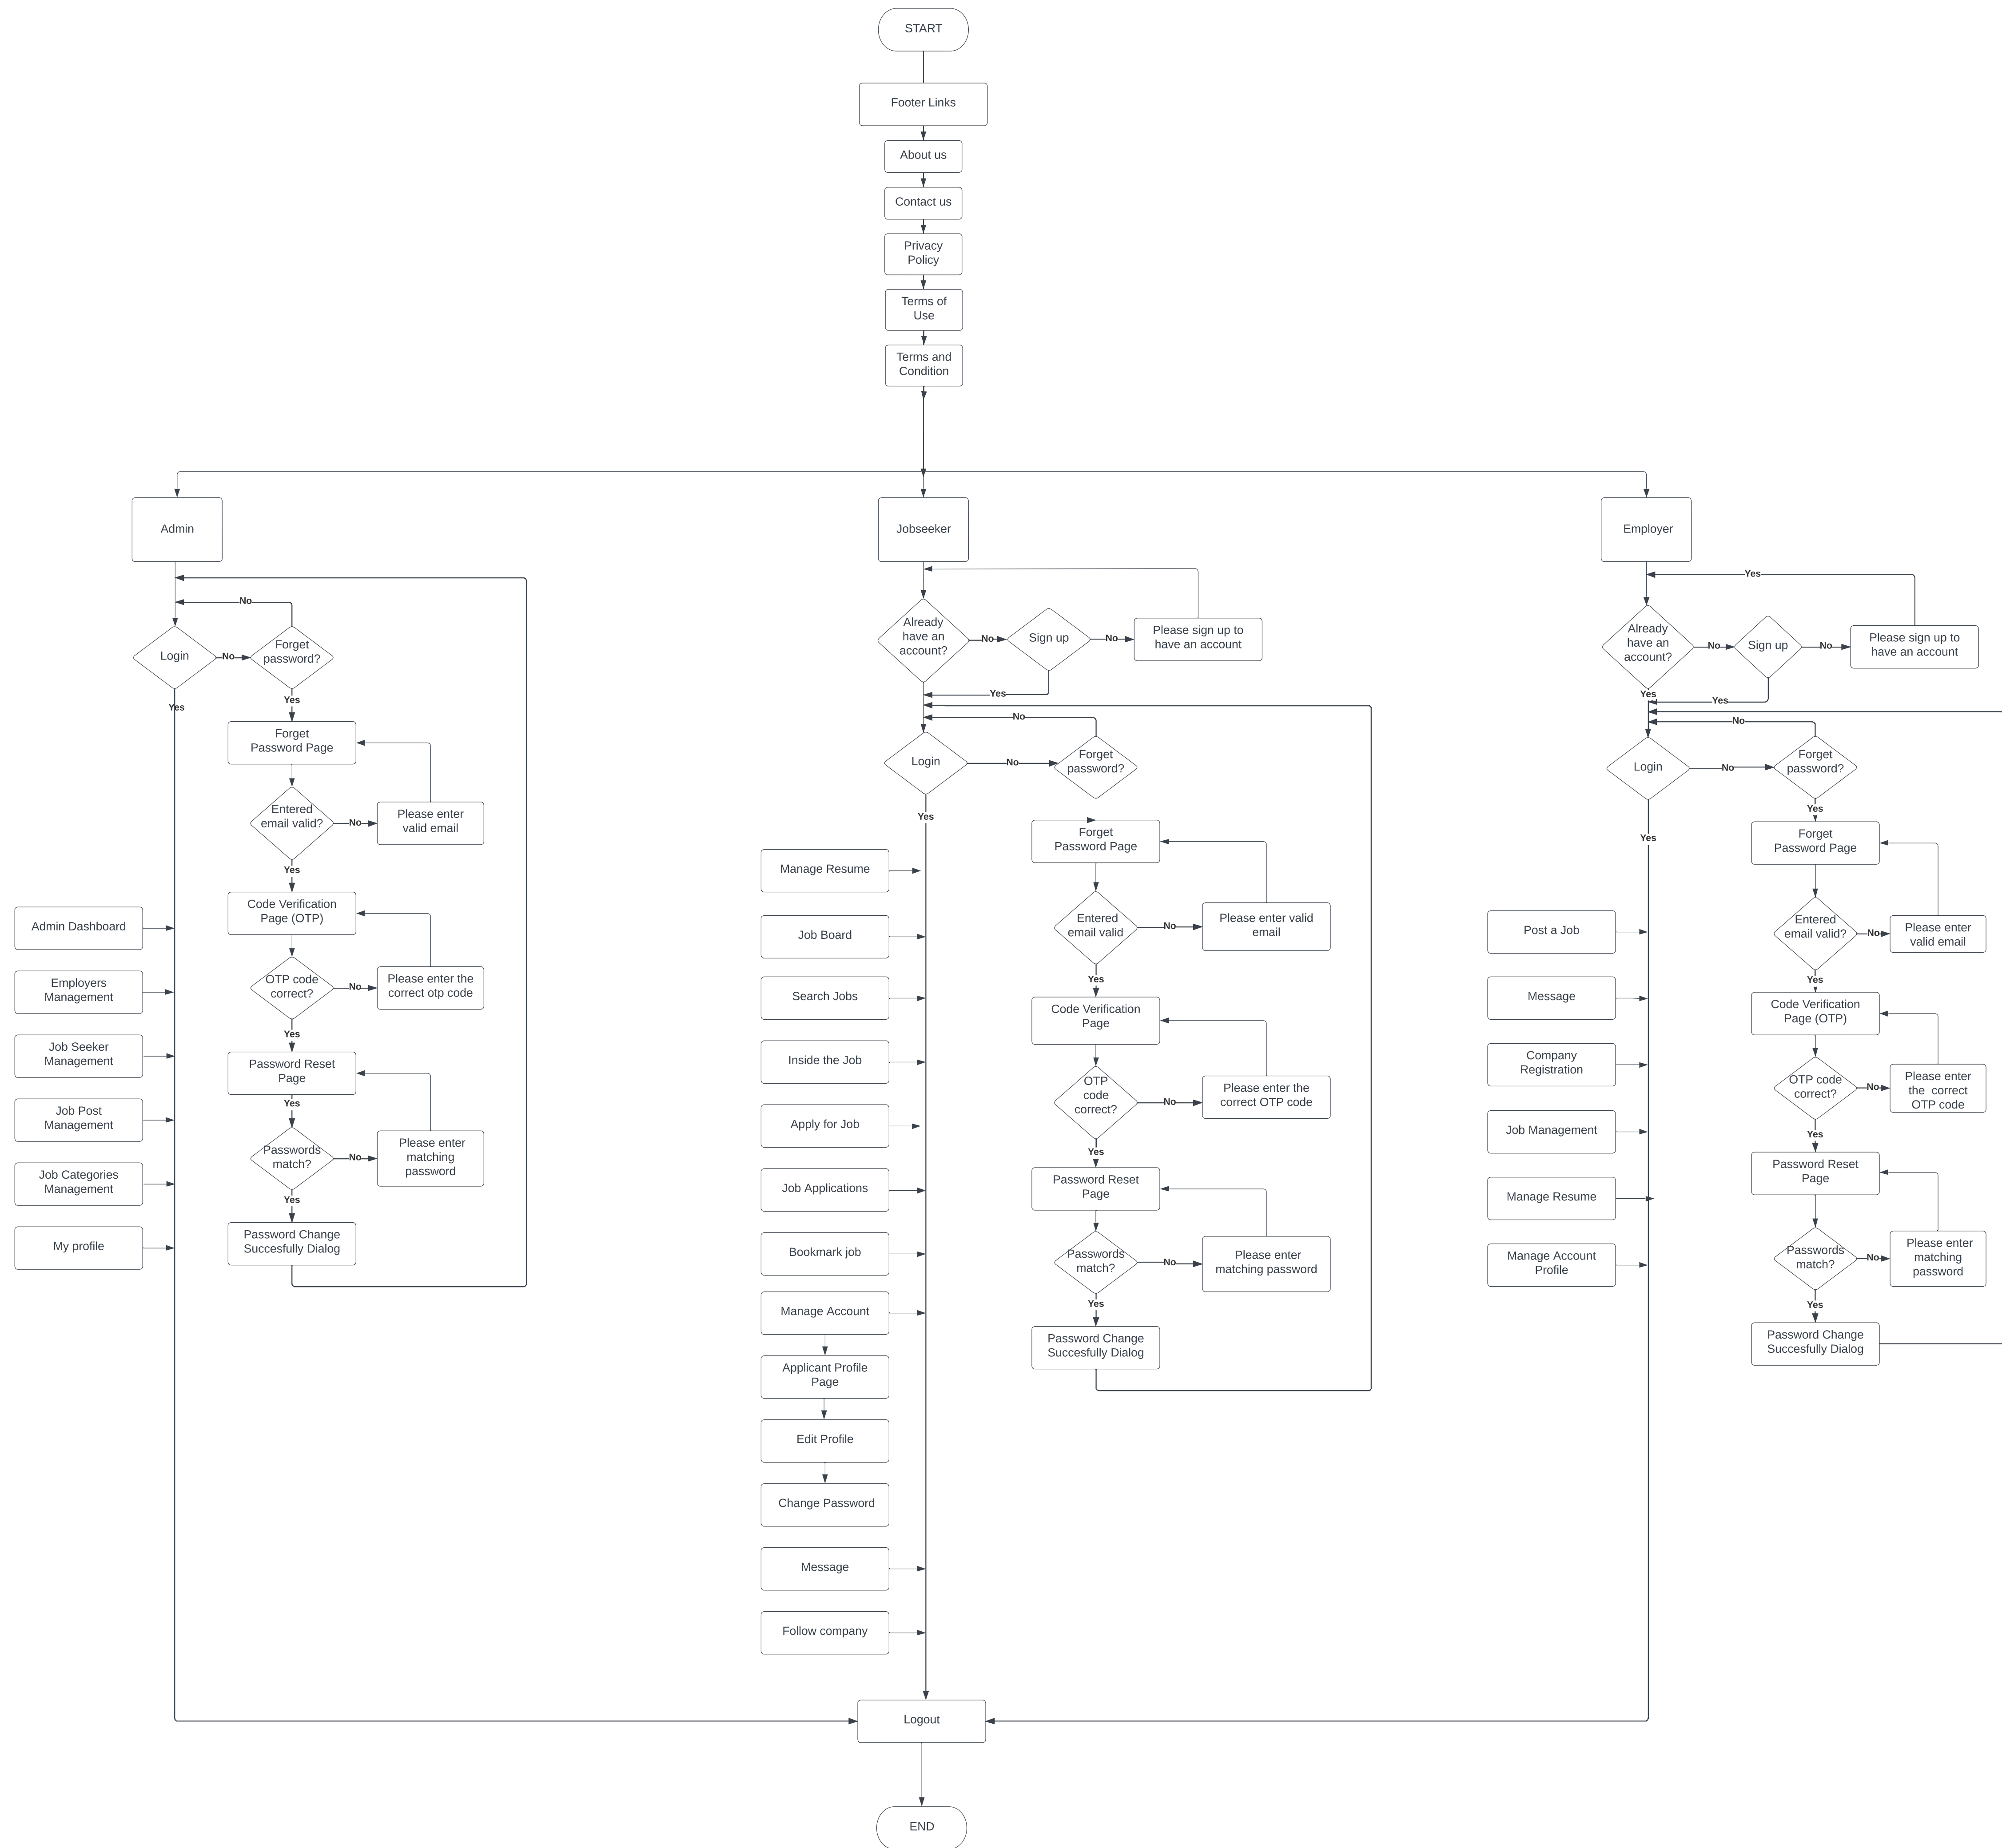 START
Footer Links
About us
Contact us
Privacy
Policy
Terms of
Use
Terms and
Condition
Admin
Jobseeker
Employer
No
Login
No
Forget
password?
Yes
Yes
Forget
Password Page
Entered
email valid?
No
Please enter
valid email
Yes
Code Verification
Page (OTP)
OTP code
correct?
No
Please enter the
correct otp code
Yes
Password Reset
Page
Yes
Passwords
match?
No
Please enter
matching
password
Yes
Password Change
Succesfully Dialog
Admin Dashboard
Employers
Management
Job Seeker
Management
Job Post
Management
Job Categories
Management
My profile
Already
have an
account?
No
Sign up
No
Please sign up to
have an account
Yes
No
Login
No
Forget
password?
Yes
Forget
Password Page
Entered
email valid
No
Please enter valid
email
Yes
Code Verification
Page
OTP
code
correct?
No
Please enter the
correct OTP code
Yes
Password Reset
Page
Passwords
match?
No
Please enter
matching password
Yes
Password Change
Succesfully Dialog
Manage Resume
Job Board
Search Jobs
Inside the Job
Apply for Job
Job Applications
Bookmark job
Manage Account
Applicant Profile
Page
Edit Profile
Change Password
Message
Follow company
Yes
Already
have an
account?
No
Sign up
No
Please sign up to
have an account
Yes
Yes
No
Login
No
Forget
password?
Yes
Yes
Forget
Password Page
Entered
email valid?
No
Please enter
valid email
Yes
Code Verification
Page (OTP)
OTP code
correct?
No
Please enter
the correct
OTP code
Yes
Password Reset
Page
Passwords
match?
No
Please enter
matching
password
Yes
Password Change
Succesfully Dialog
Post a Job
Message
Company
Registration
Job Management
Manage Resume
Manage Account
Profile
Logout
END